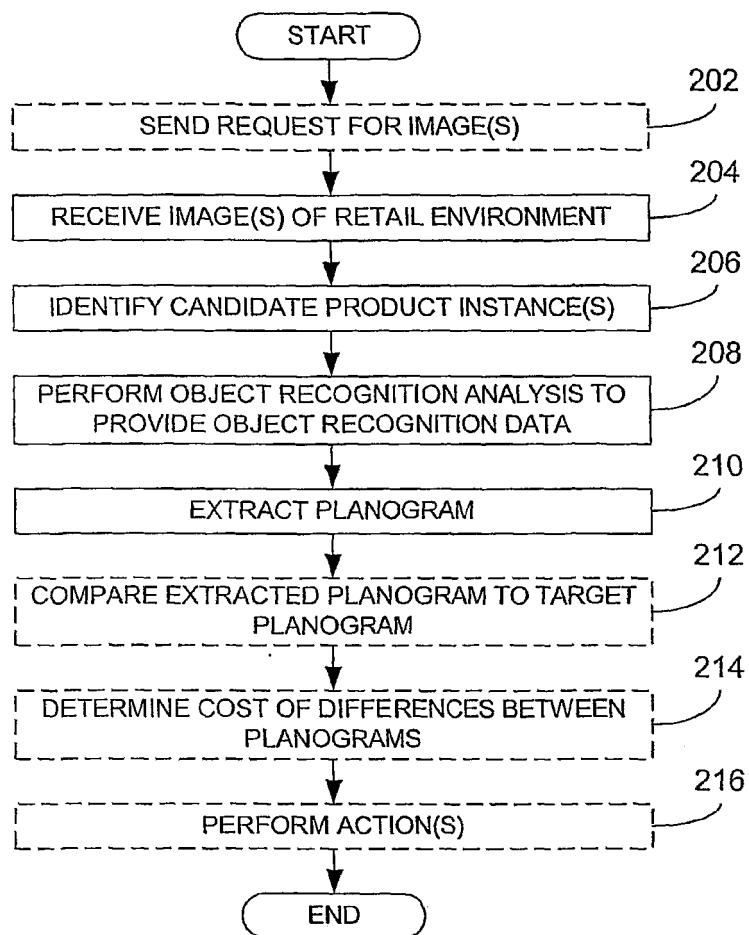 START
202
SEND REQUEST FOR IMAGE(S)
204
RECEIVE IMAGE(S) OF RETAIL ENVIRONMENT
206
IDENTIFY CANDIDATE PRODUCT INSTANCE(S)
208
PERFORM OBJECT RECOGNITION ANALYSIS TO
PROVIDE OBJECT RECOGNITION DATA
210
EXTRACT PLANOGRAM
212
COMPARE EXTRACTED PLANOGRAM TO TARGET
PLANOGRAM
214
DETERMINE COST OF DIFFERENCES BETWEEN
PLANOGRAMS
216
PERFORM ACTION(S)
END